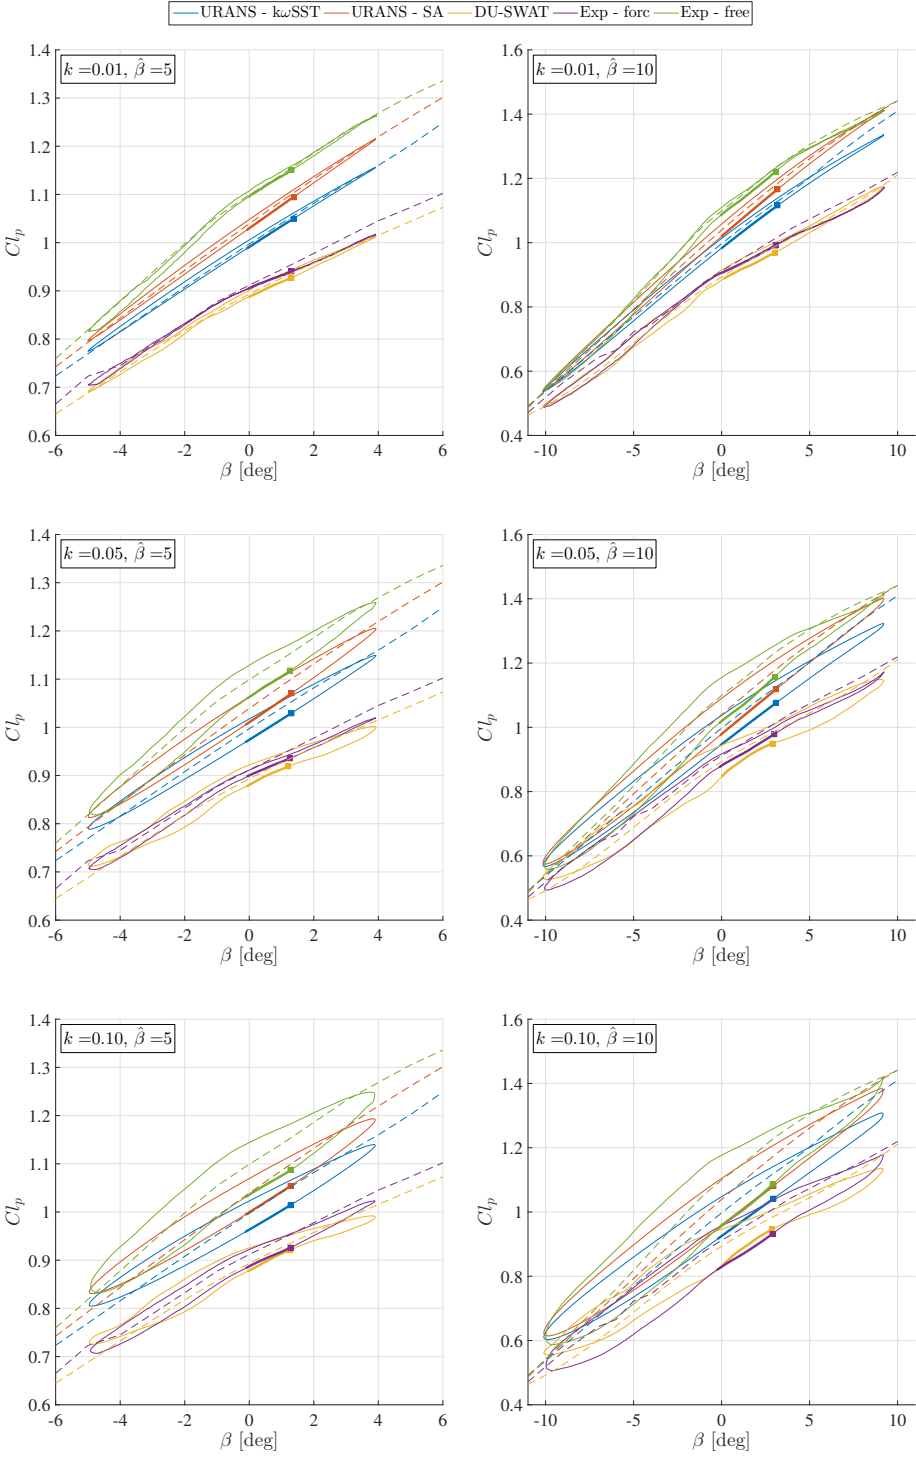 URANS - kωSST URANS - SA DU-SWAT Exp - forc Exp - free
k =0.01, β̂ =5
1.4
1.3
1.2
1.1
1
0.9
0.8
0.7
0.6
Cl_p
-6 -4 -2 0 2 4 6
β [deg]
k =0.01, β̂ =10
1.6
1.4
1.2
1
0.8
0.6
0.4
Cl_p
-10 -5 0 5 10
β [deg]
k =0.05, β̂ =5
1.4
1.3
1.2
1.1
1
0.9
0.8
0.7
0.6
Cl_p
-6 -4 -2 0 2 4 6
β [deg]
k =0.05, β̂ =10
1.6
1.4
1.2
1
0.8
0.6
0.4
Cl_p
-10 -5 0 5 10
β [deg]
k =0.10, β̂ =5
1.4
1.3
1.2
1.1
1
0.9
0.8
0.7
0.6
Cl_p
-6 -4 -2 0 2 4 6
β [deg]
k =0.10, β̂ =10
1.6
1.4
1.2
1
0.8
0.6
0.4
Cl_p
-10 -5 0 5 10
β [deg]